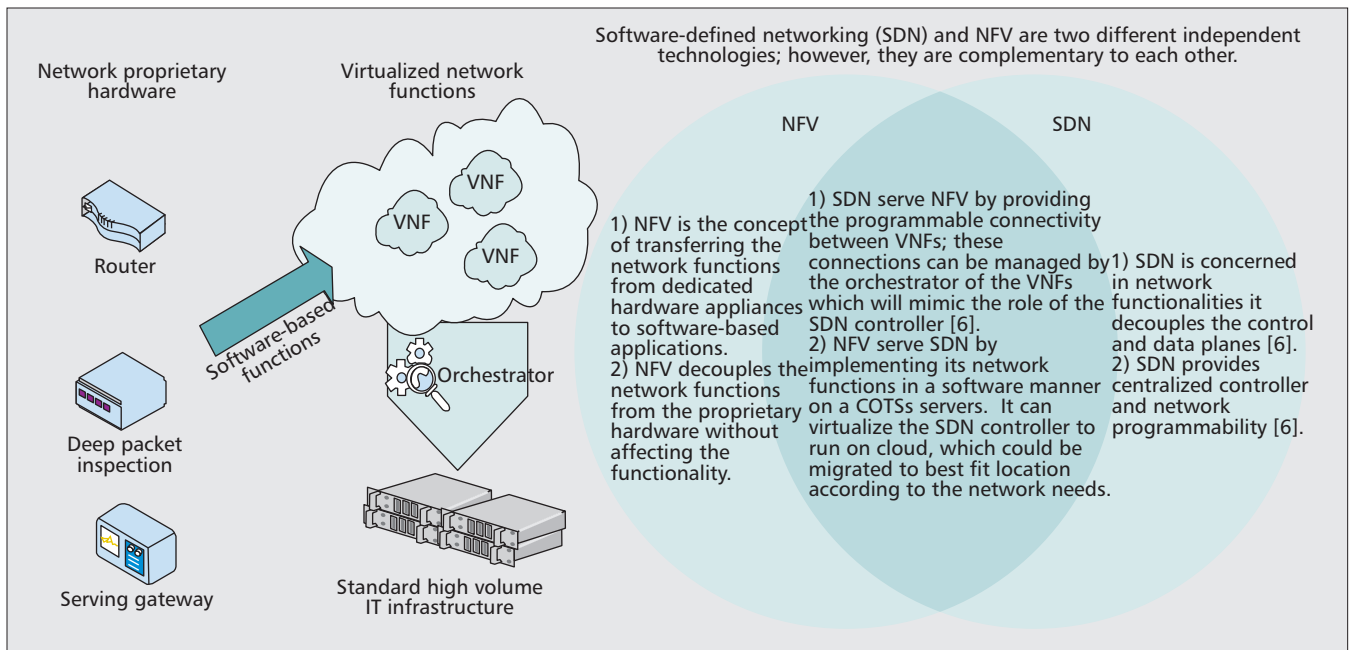 Software-defined networking (SDN) and NFV are two different independent
technologies; however, they are complementary to each other.
Network proprietary
hardware
Router
Deep packet
inspection
Serving gateway
Software-based
functions
Virtualized network
functions
VNF
VNF
VNF
Orchestrator
Standard high volume
IT infrastructure
NFV
1) NFV is the concept
of transferring the
network functions
from dedicated
hardware appliances
to software-based
applications.
2) NFV decouples the
network functions
from the proprietary
hardware without
affecting the
functionality.
1) SDN serve NFV by providing
the programmable connectivity
between VNFs; these
connections can be managed by
the orchestrator of the VNFs
which will mimic the role of the
SDN controller [6].
2) NFV serve SDN by
implementing its network
functions in a software manner
on a COTSs servers. It can
virtualize the SDN controller to
run on cloud, which could be
migrated to best fit location
according to the network needs.
SDN
1) SDN is concerned
in network
functionalities it
decouples the control
and data planes [6].
2) SDN provides
centralized controller
and network
programmability [6].